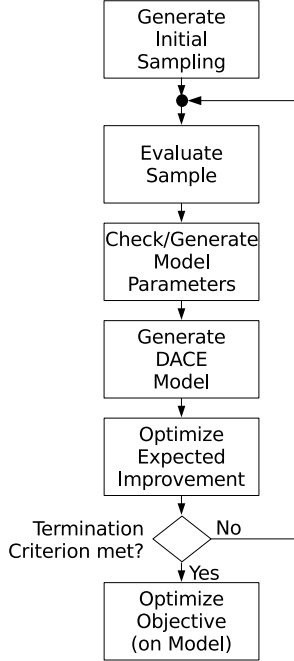 Generate
Initial
Sampling
Evaluate
Sample
Check/Generate
Model
Parameters
Generate
DACE
Model
Optimize
Expected
Improvement
Termination
Criterion met?
No
Yes
Optimize
Objective
(on Model)